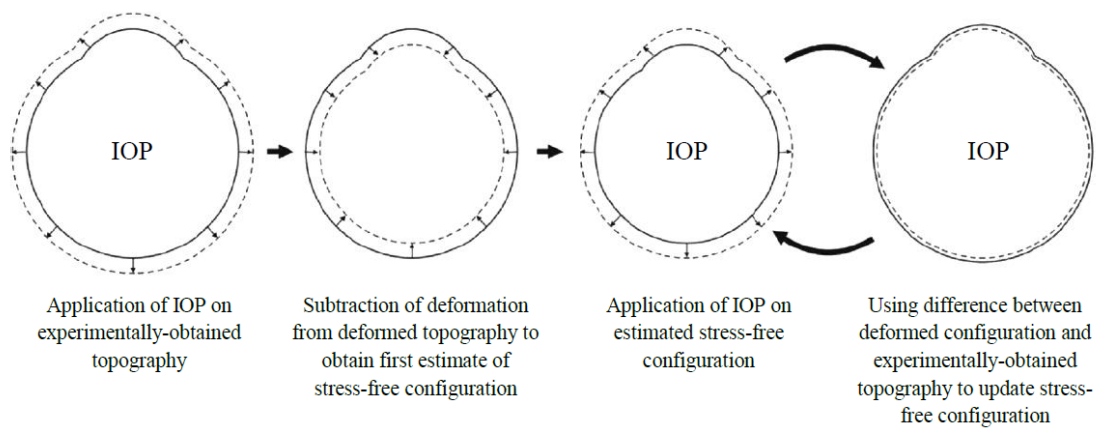 IOP
IOP
IOP
Application of IOP on
experimentally-obtained
topography
Subtraction of deformation
from deformed topography to
obtain first estimate of
stress-free configuration
Application of IOP on
estimated stress-free
configuration
Using difference between
deformed configuration and
experimentally-obtained
topography to update stress-
free configuration